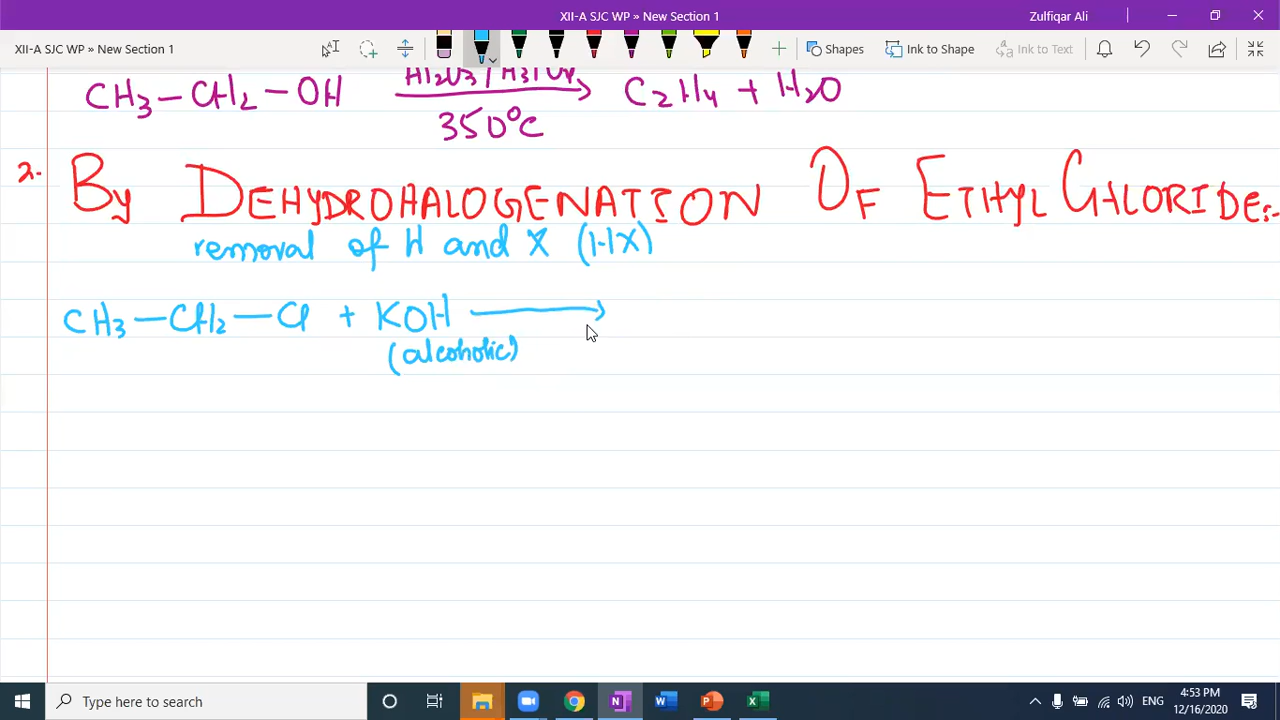 XII-A SJC WP » New Section 1
Zulfiqar Ali
XII-A SJC WP » New Section 1
Shapes
Ink to Shape
Ink to Text
CH3—CH2—OH Al2O3/H3PO4 → C2H4 + H2O
350°C
2. By DEHYDROHALOGENATION OF ETHYL CHLORIDE:-
removal of H and X (HX)
CH3—CH2—Cl + KOH →
(alcoholic)
Type here to search
ENG
4:53 PM
12/16/2020